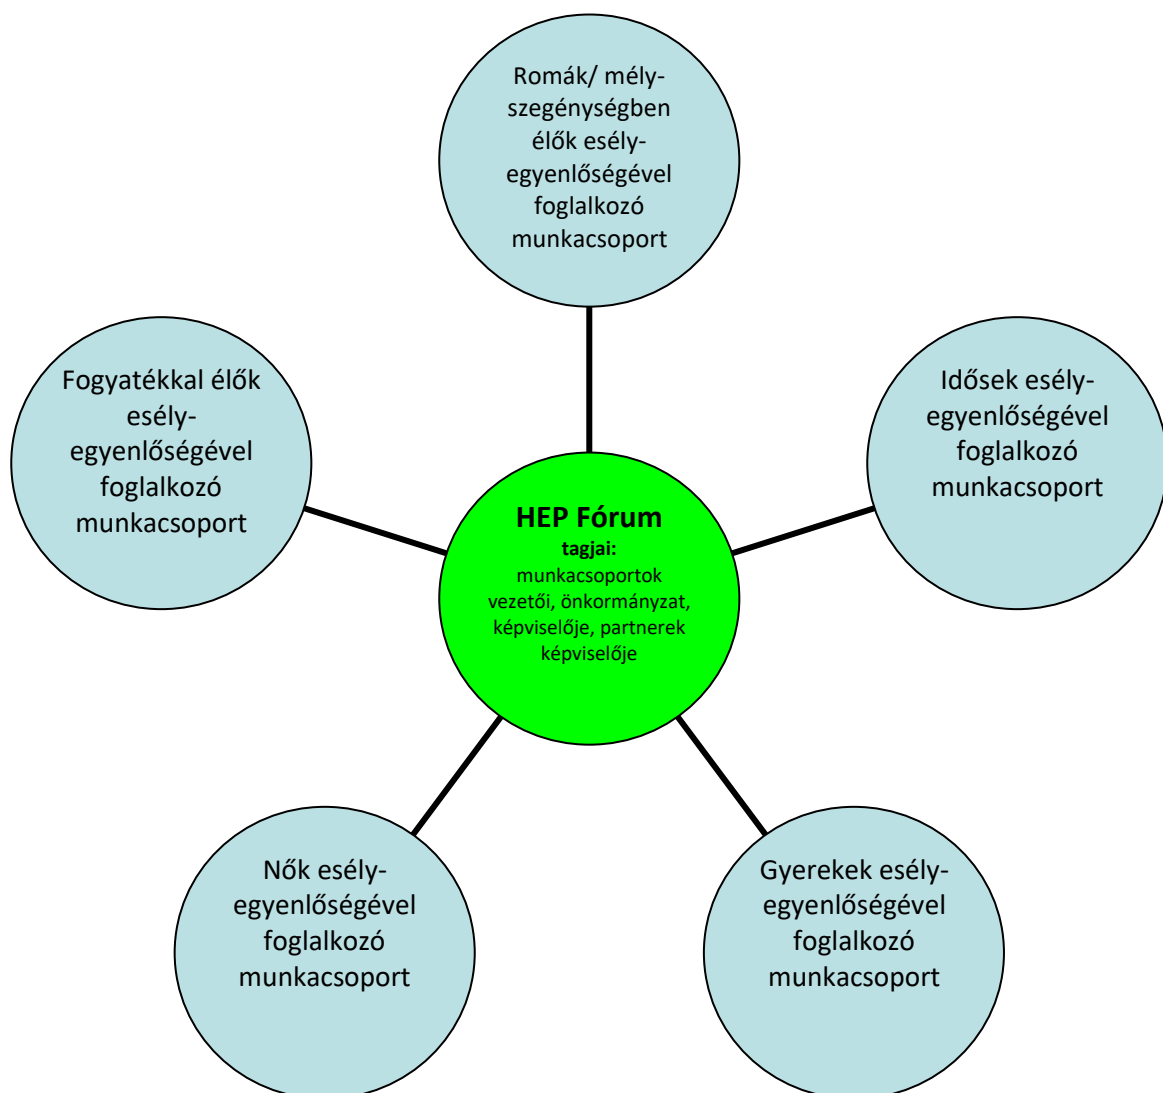 Romák/ mély-
szegénységben
élők esély-
egyenlőségével
foglalkozó
munkacsoport
Fogyatékkal élők
esély-
egyenlőségével
foglalkozó
munkacsoport
Idősek esély-
egyenlőségével
foglalkozó
munkacsoport
HEP Fórum
tagjai:
munkacsoportok
vezetői, önkormányzat,
képviselője, partnerek
képviselője
Nők esély-
egyenlőségével
foglalkozó
munkacsoport
Gyerekek esély-
egyenlőségével
foglalkozó
munkacsoport